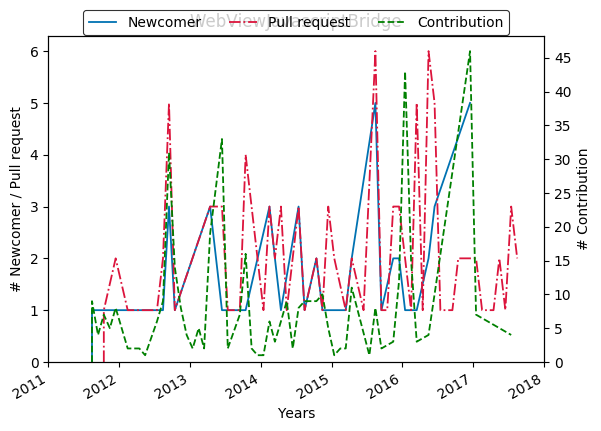 WebViewJavascriptBridge
Newcomer Pull request Contribution
6
5
4
3
2
1
0
# Newcomer / Pull request
45
40
35
30
25
20
15
10
5
0
# Contribution
2011 2012 2013 2014 2015 2016 2017 2018
Years